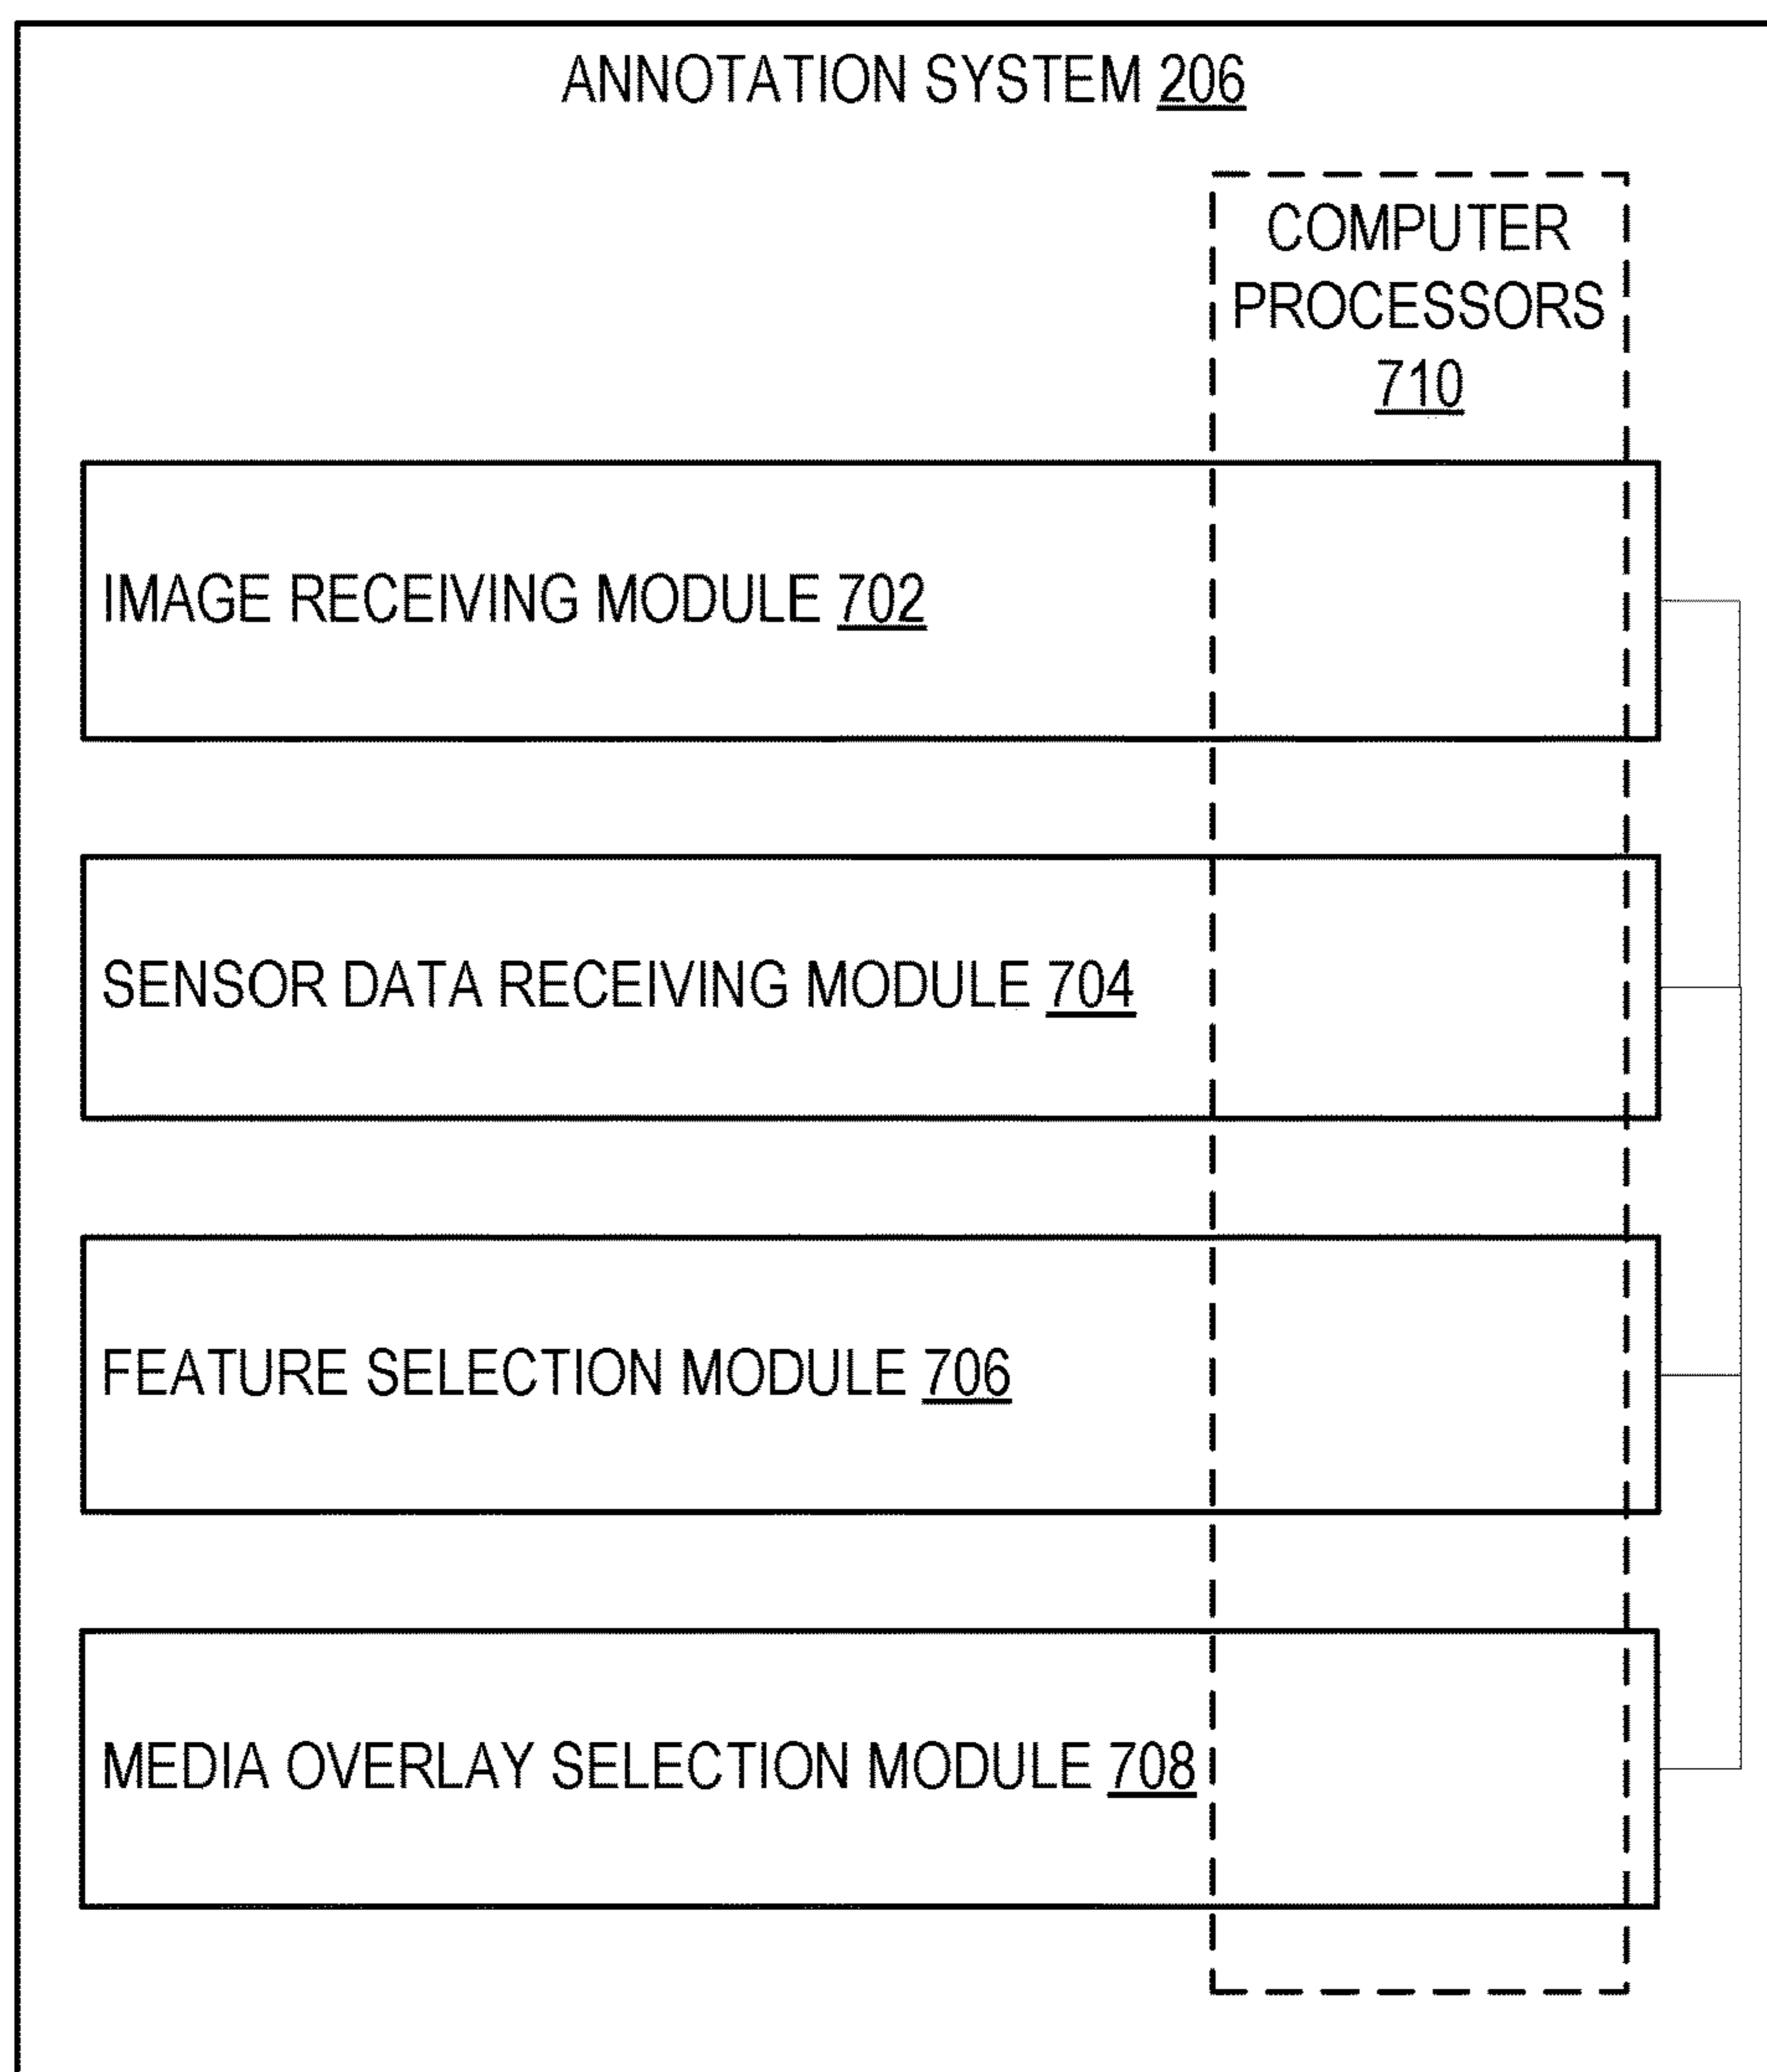 ANNOTATION SYSTEM 206
COMPUTER
PROCESSORS
710
IMAGE RECEIVING MODULE 702
SENSOR DATA RECEIVING MODULE 704
FEATURE SELECTION MODULE 706
MEDIA OVERLAY SELECTION MODULE 708